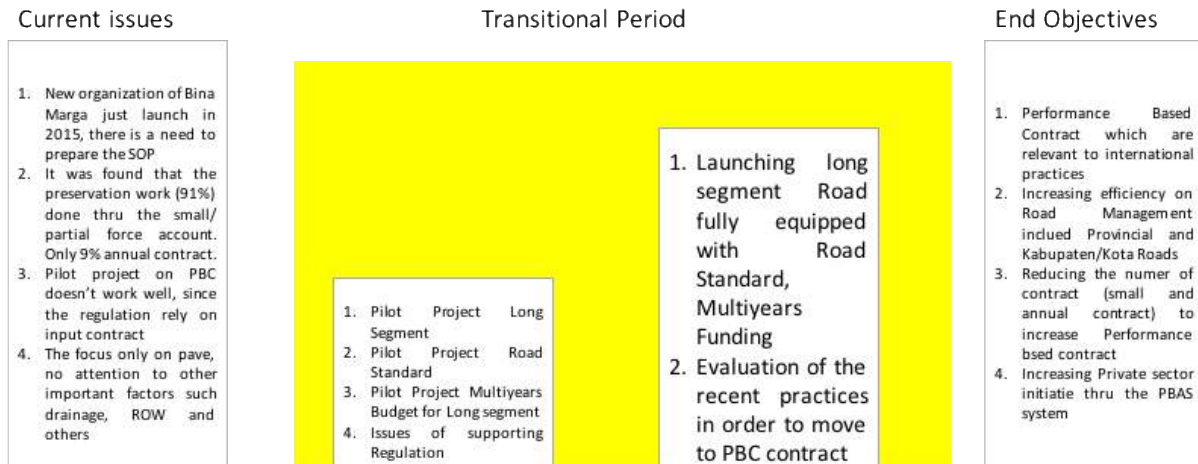 Current issues
Transitional Period
End Objectives
1. New organization of Bina
Marga just launch in
2015, there is a need to
prepare the SOP
2. It was found that the
preservation work (91%)
done thru the small/
partial force account.
Only 9% annual contract.
3. Pilot project on PBC
doesn't work well, since
the regulation rely on
input contract
4. The focus only on pave,
no attention to other
important factors such
drainage, ROW and
others
1. Pilot Project Long
Segment
2. Pilot Project Road
Standard
3. Pilot Project Multiyears
Budget for Long segment
4. Issues of supporting
Regulation
1. Launching long
segment Road
fully equipped
with Road
Standard,
Multiyears
Funding
2. Evaluation of the
recent practices
in order to move
to PBC contract
1. Performance Based
Contract which are
relevant to international
practices
2. Increasing efficiency on
Road Management
inclued Provincial and
Kabupaten/Kota Roads
3. Reducing the numer of
contract (small and
annual contract) to
increase Performance
bsed contract
4. Increasing Private sector
initiatie thru the PBAS
system